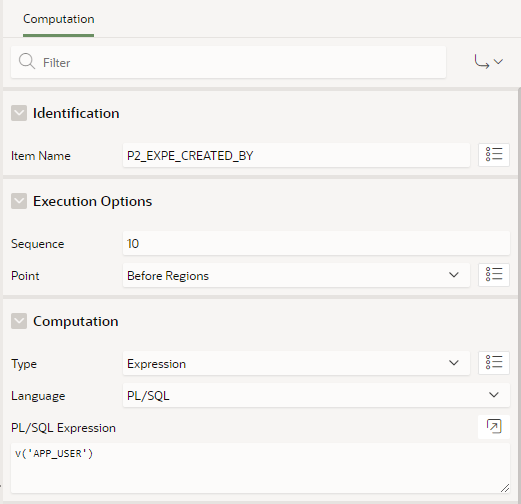 Computation
Filter
Identification
Item Name P2_EXPE_CREATED_BY
Execution Options
Sequence 10
Point Before Regions
Computation
Type Expression
Language PL/SQL
PL/SQL Expression
v('APP_USER')